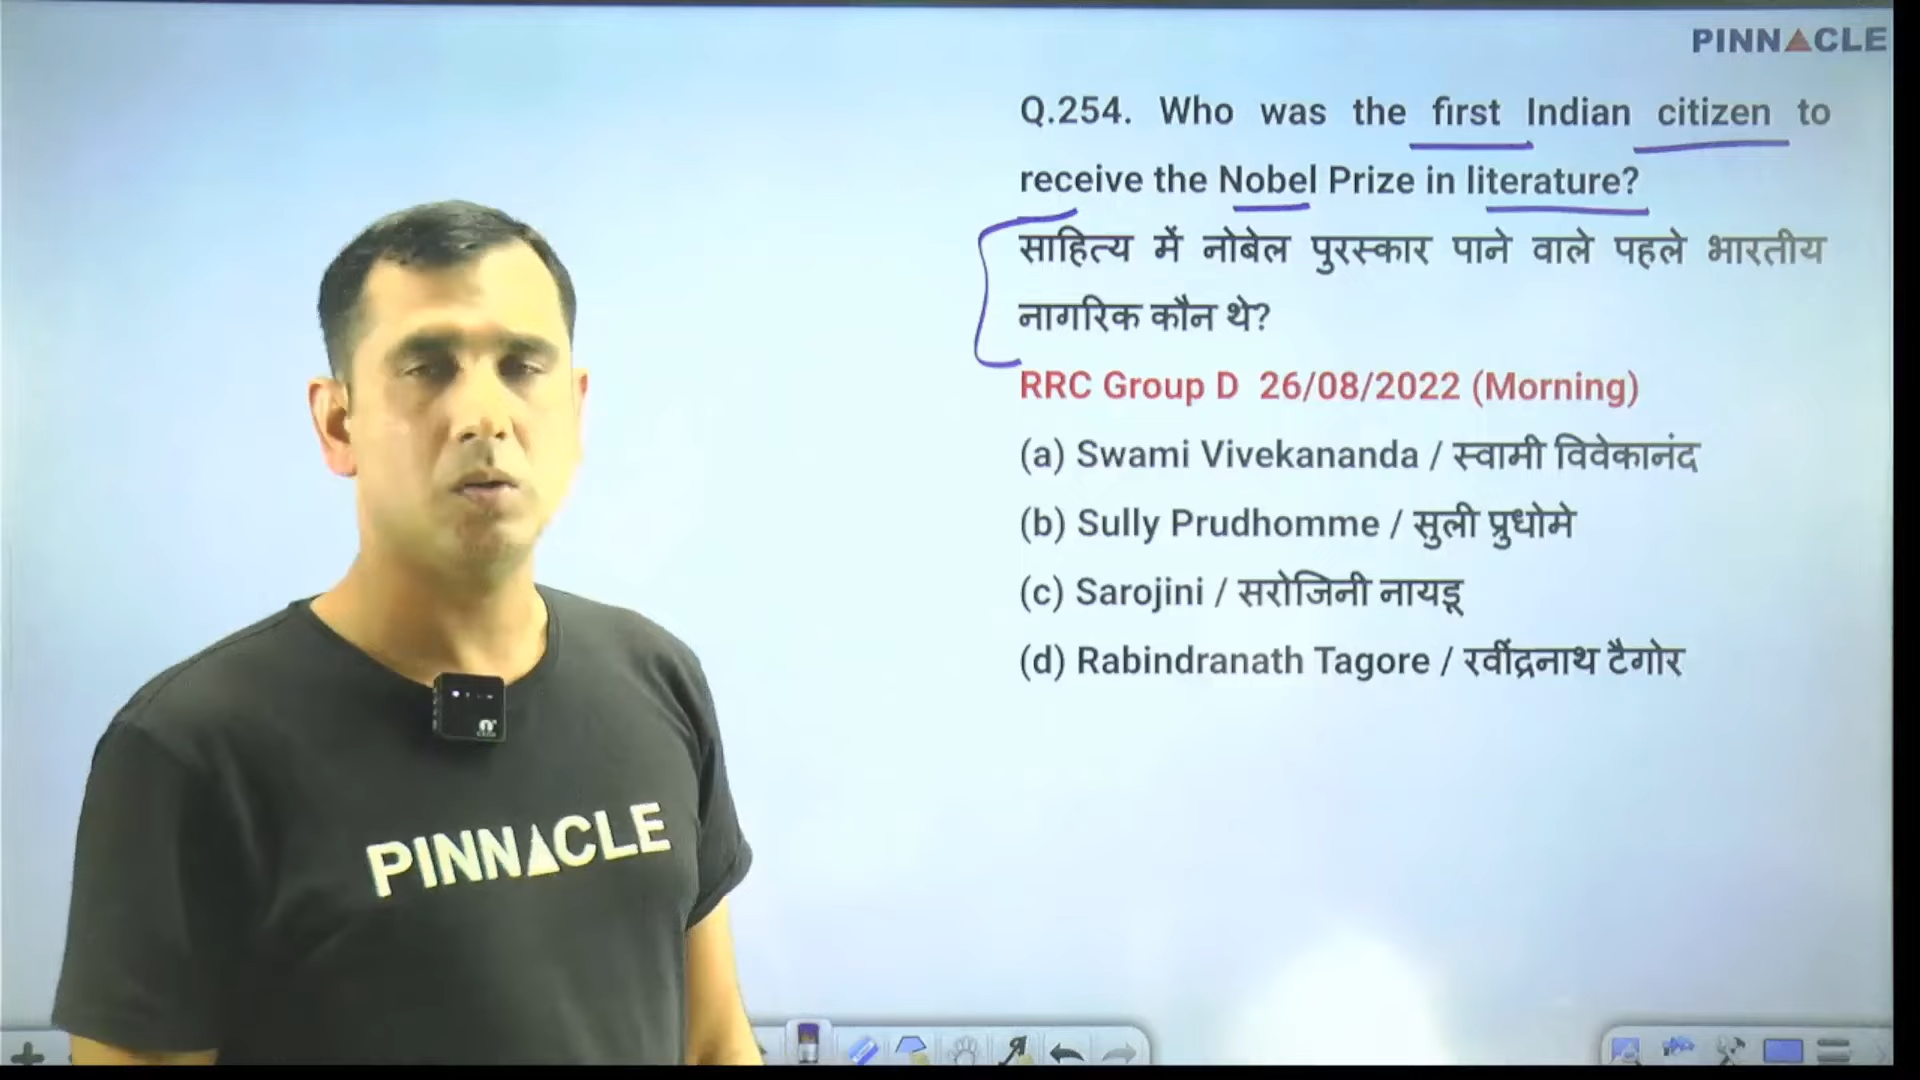 PINNACLE
Q.254. Who was the first Indian citizen to
receive the Nobel Prize in literature?
साहित्य में नोबेल पुरस्कार पाने वाले पहले भारतीय
नागरिक कौन थे?
RRC Group D 26/08/2022 (Morning)
(a) Swami Vivekananda / स्वामी विवेकानंद
(b) Sully Prudhomme / सुली प्रुधोमे
(c) Sarojini / सरोजिनी नायडू
(d) Rabindranath Tagore / रवींद्रनाथ टैगोर
PINNACLE